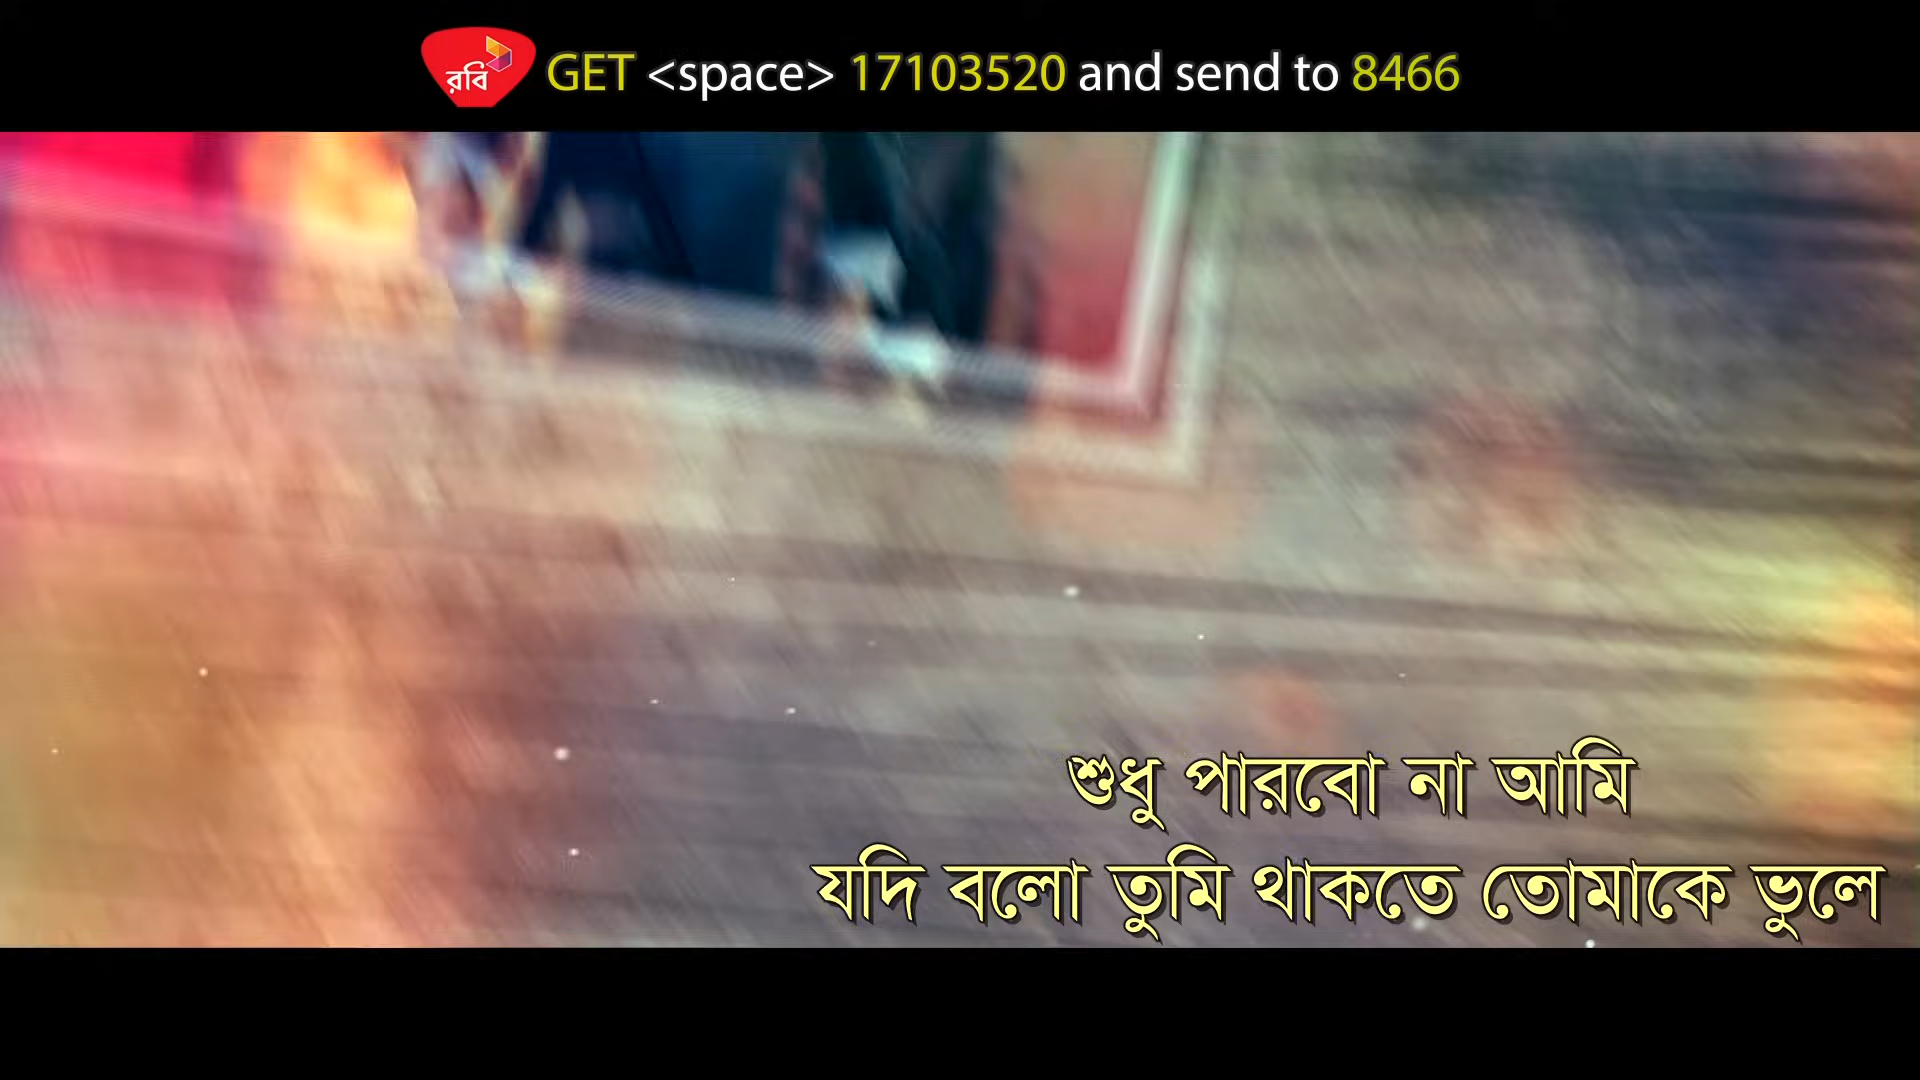 রবি GET <space> 17103520 and send to 8466
শুধু পারবো না আমি
যদি বলো তুমি থাকতে তোমাকে ভুলে